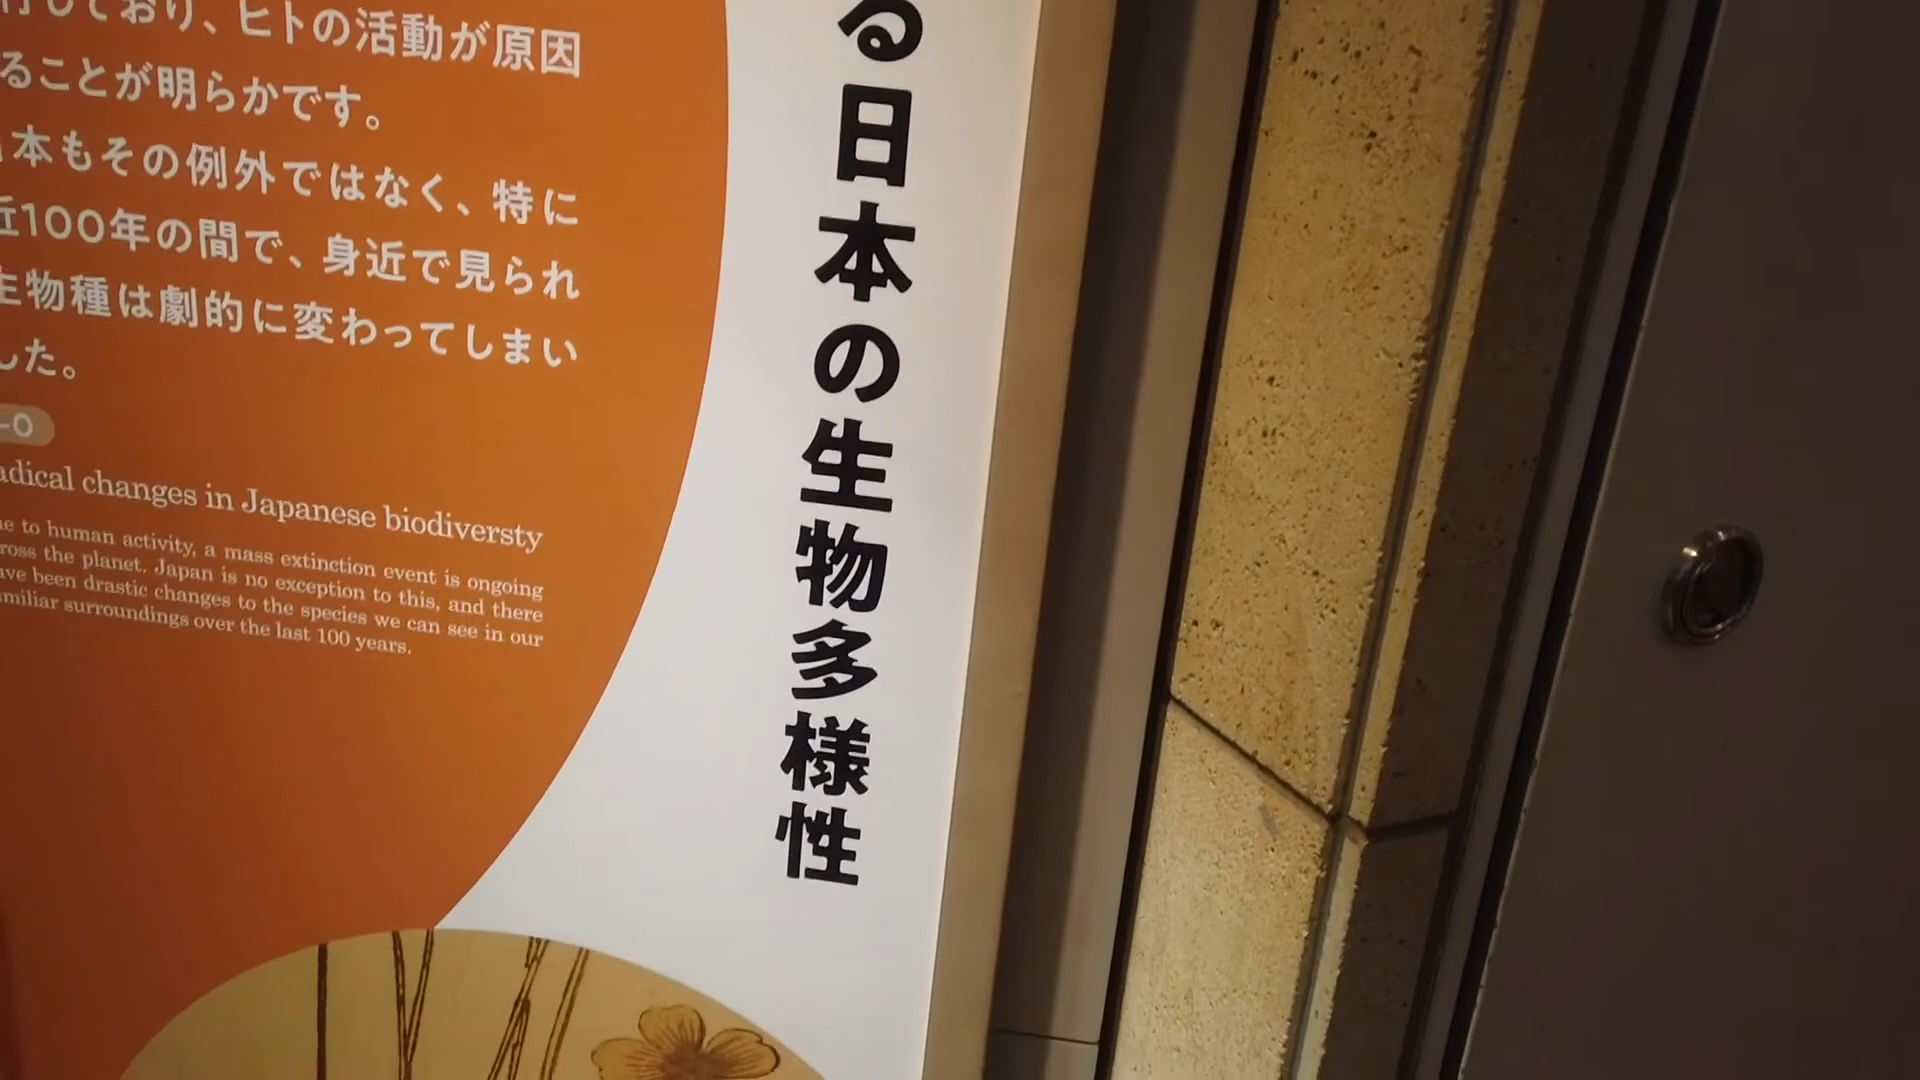 る日本の生物多様性
行しており、ヒトの活動が原因
ることが明らかです。
本もその例外ではなく、特に
近100年の間で、身近で見られ
生物種は劇的に変わってしまい
した。
adical changes in Japanese biodiversty
to human activity, a mass extinction event is ongoing
the planet. Japan is no exception to this, and there
been drastic changes to the species we can see in our
surroundings over the last 100 years.